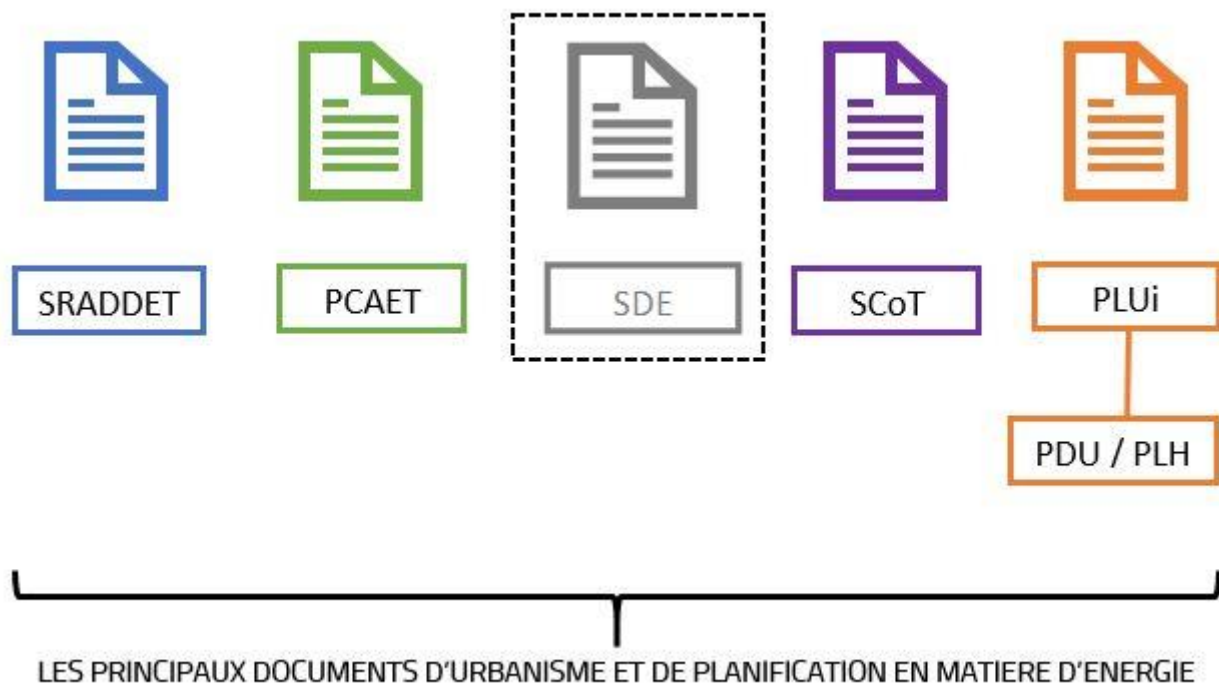 SRADDET
PCAET
SDE
SCoT
PLUi
PDU / PLH
LES PRINCIPAUX DOCUMENTS D'URBANISME ET DE PLANIFICATION EN MATIERE D'ENERGIE